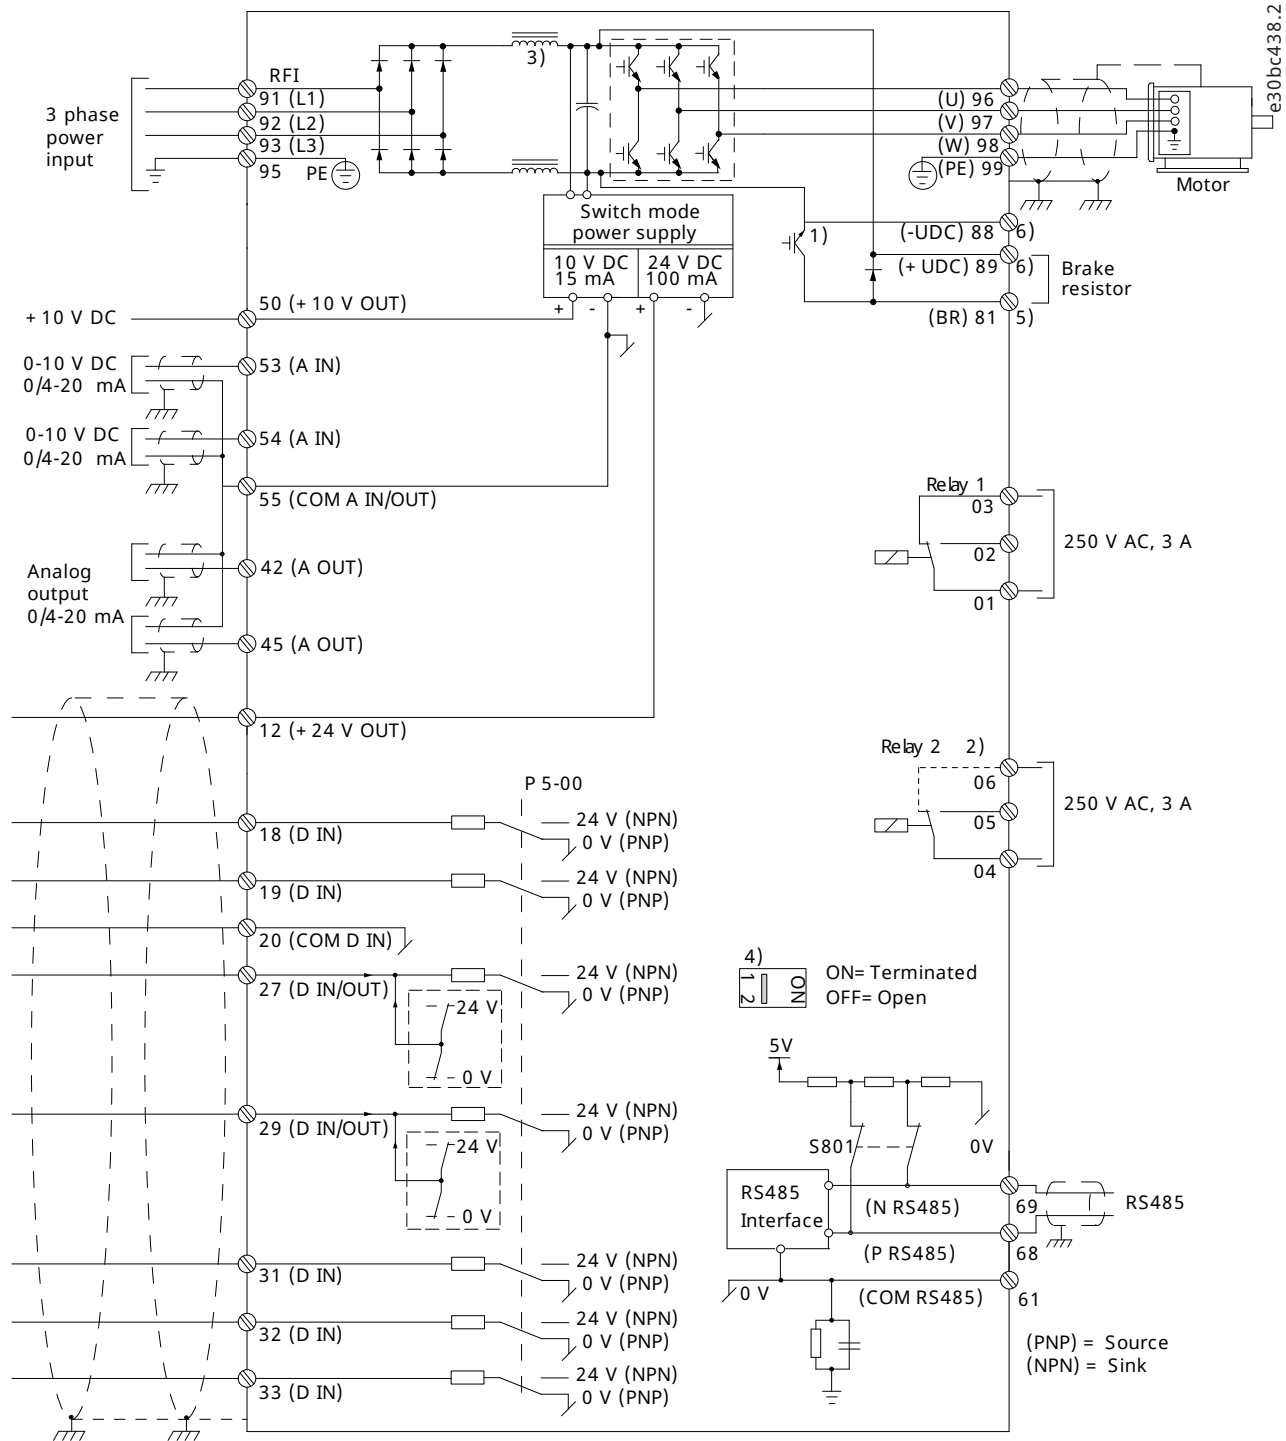 e30bc438.2
3 phase
power
input
RFI
91 (L1)
92 (L2)
93 (L3)
95
PE
3)
(U) 96
(V) 97
(W) 98
(PE) 99
Motor
Switch mode
power supply
10 V DC
15 mA
24 V DC
100 mA
+
-
+
-
1)
(-UDC) 88
6)
(+ UDC) 89
6)
(BR) 81
5)
Brake
resistor
+ 10 V DC
50 (+ 10 V OUT)
0-10 V DC
0/4-20 mA
53 (A IN)
0-10 V DC
0/4-20 mA
54 (A IN)
55 (COM A IN/OUT)
Analog
output
0/4-20 mA
42 (A OUT)
45 (A OUT)
12 (+ 24 V OUT)
Relay 1
03
02
01
250 V AC, 3 A
Relay 2 2)
06
05
04
250 V AC, 3 A
P 5-00
18 (D IN)
24 V (NPN)
0 V (PNP)
19 (D IN)
24 V (NPN)
0 V (PNP)
20 (COM D IN)
27 (D IN/OUT)
24 V (NPN)
0 V (PNP)
24 V
0 V
29 (D IN/OUT)
24 V (NPN)
0 V (PNP)
24 V
0 V
31 (D IN)
24 V (NPN)
0 V (PNP)
32 (D IN)
24 V (NPN)
0 V (PNP)
33 (D IN)
24 V (NPN)
0 V (PNP)
4)
1 2
ON
ON= Terminated
OFF= Open
5V
S801
0V
RS485
Interface
(N RS485)
69
RS485
(P RS485)
68
0 V
(COM RS485)
61
(PNP) = Source
(NPN) = Sink